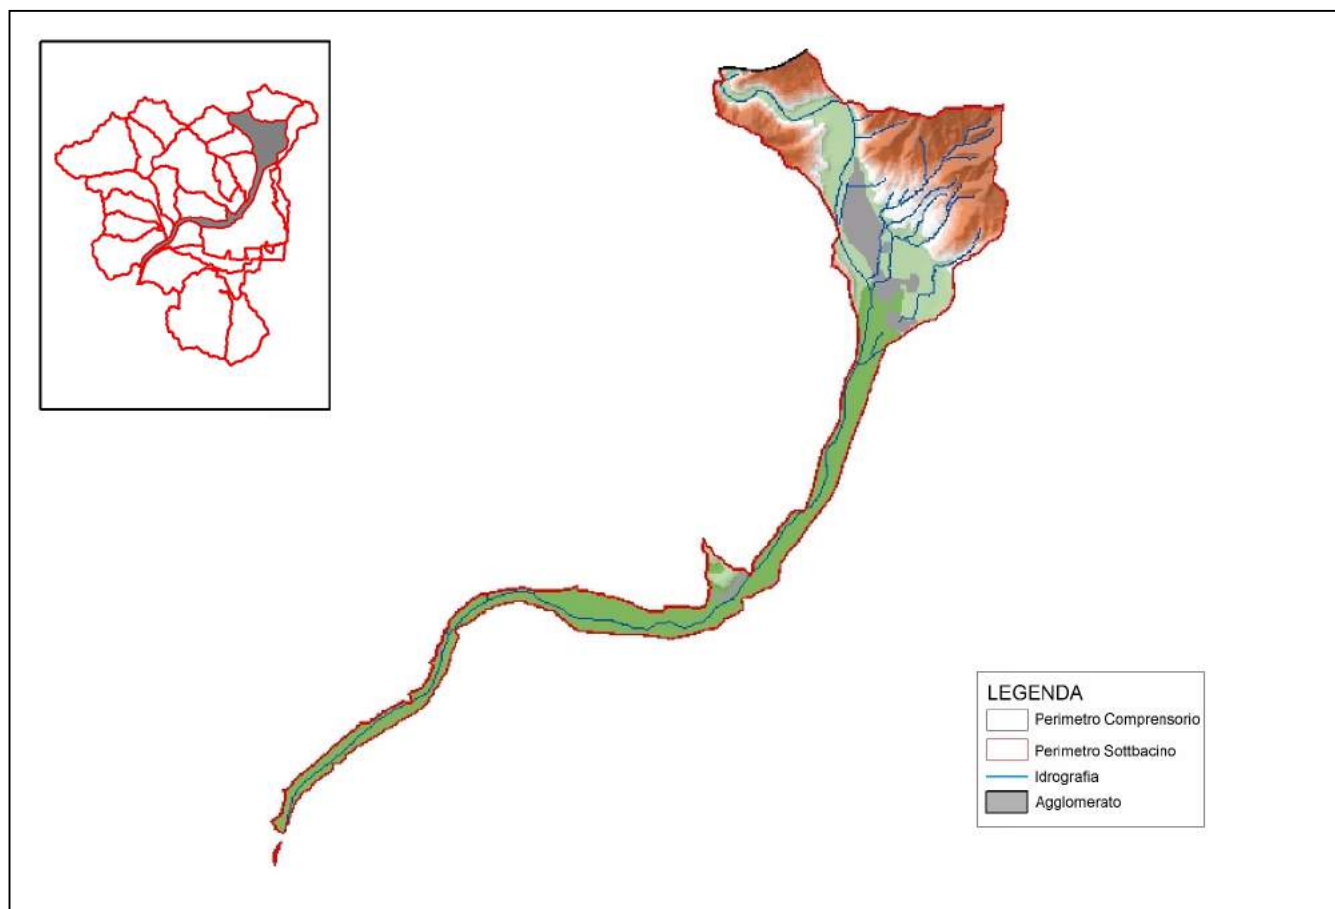 LEGENDA
Perimetro Comprensorio
Perimetro Sottbacino
Idrografia
Agglomerato